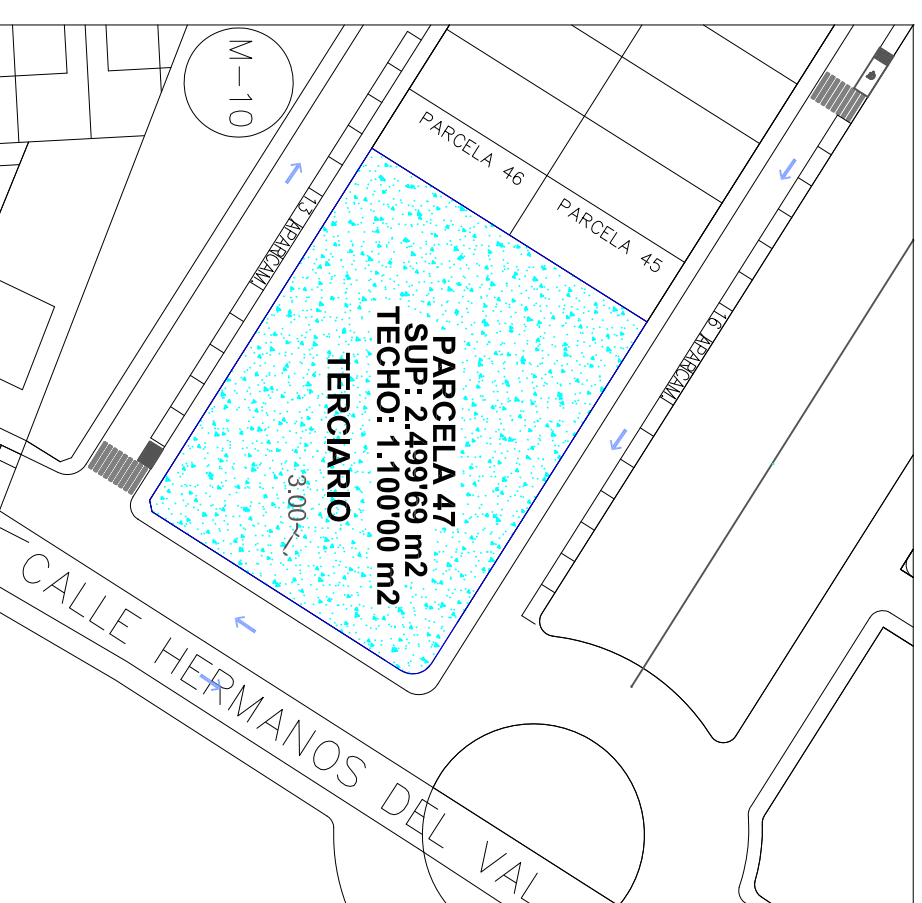 M-10
PARCELA 46
PARCELA 45
13 APARCAM.
16 APARCAM.
PARCELA 47
SUP: 2.499'69 m2
TECHO: 1.100'00 m2
TERCIARIO
3.00
CALLE HERMANOS DEL VAL